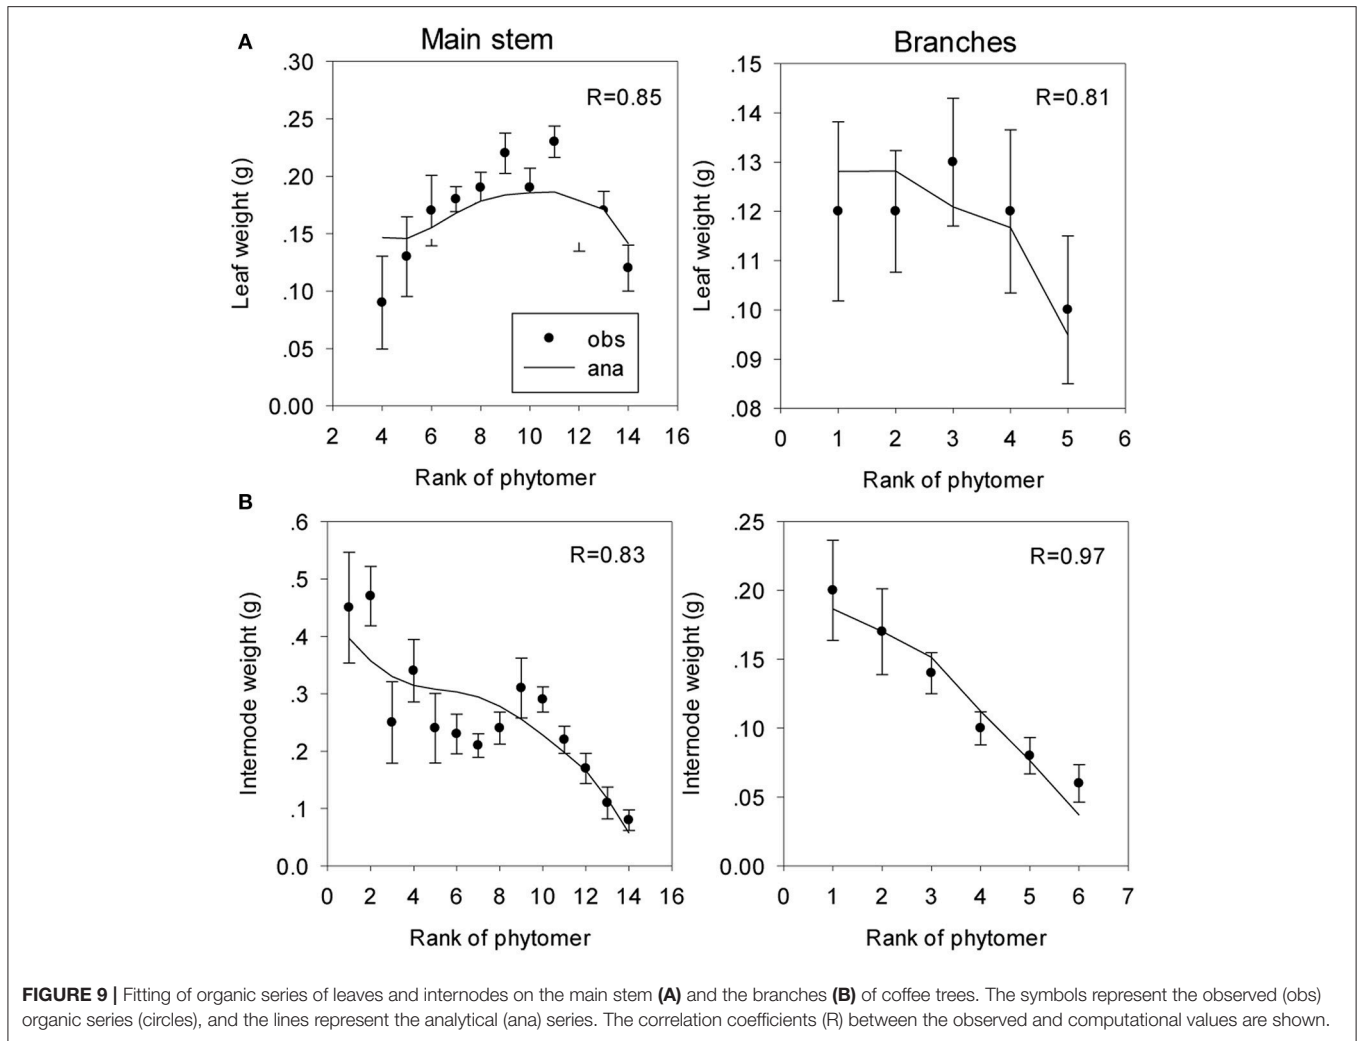 A
Main stem
Branches
.30
.25
.20
.15
.10
.05
0.00
Leaf weight (g)
R=0.85
obs
ana
2 4 6 8 10 12 14 16
Rank of phytomer
.15
.14
.13
.12
.11
.10
.09
.08
Leaf weight (g)
R=0.81
0 1 2 3 4 5 6
Rank of phytomer
B
.6
.5
.4
.3
.2
.1
0.0
Internode weight (g)
R=0.83
0 2 4 6 8 10 12 14 16
Rank of phytomer
0.25
0.20
0.15
0.10
0.05
0.00
Internode weight (g)
R=0.97
0 1 2 3 4 5 6 7
Rank of phytomer
FIGURE 9 | Fitting of organic series of leaves and internodes on the main stem (A) and the branches (B) of coffee trees. The symbols represent the observed (obs)
organic series (circles), and the lines represent the analytical (ana) series. The correlation coefficients (R) between the observed and computational values are shown.